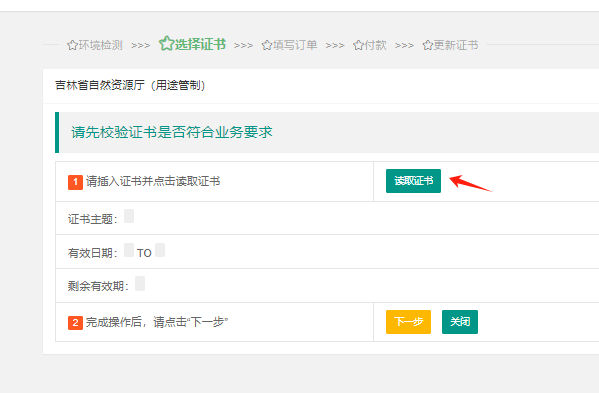 环境检测 >>> 选择证书 >>> 填写订单 >>> 付款 >>> 更新证书
吉林省自然资源厅（用途管制）
请先校验证书是否符合业务要求
1 请插入证书并点击读取证书 读取证书
证书主题：
有效日期： TO
剩余有效期：
2 完成操作后，请点击“下一步” 下一步 关闭